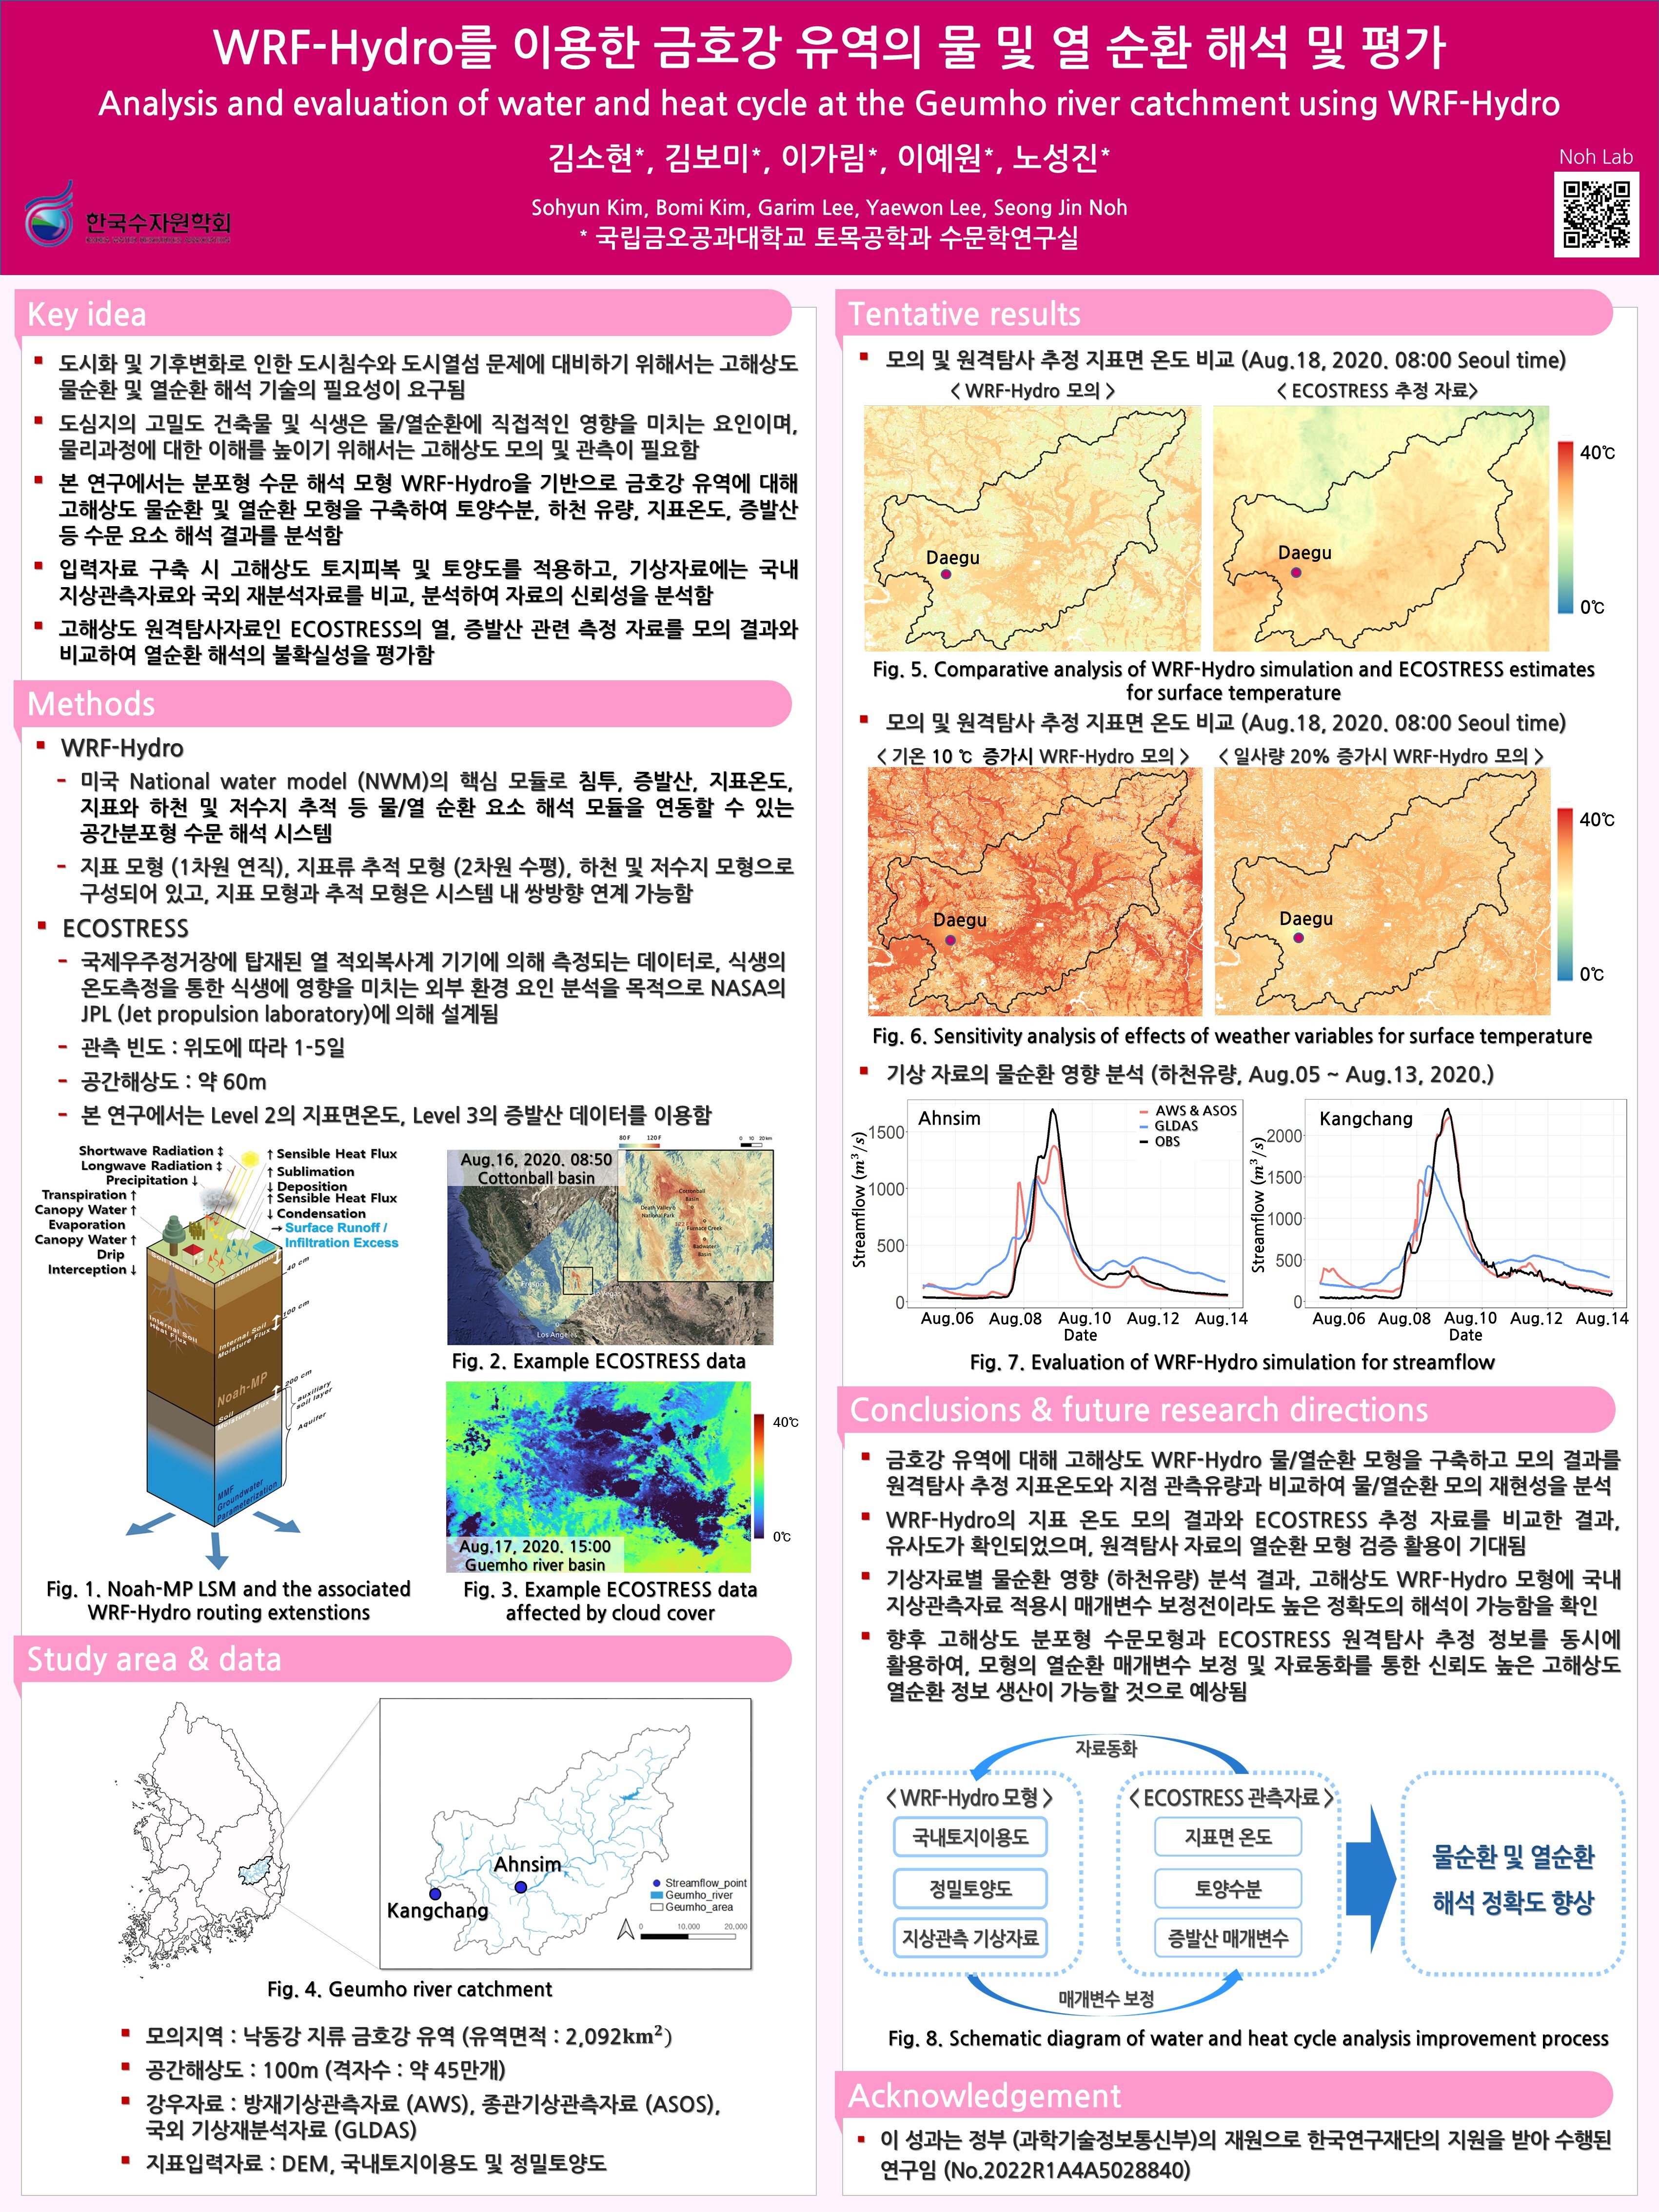 WRF-Hydro를 이용한 금호강 유역의 물 및 열 순환 해석 및 평가
Analysis and evaluation of water and heat cycle at the Geumho river catchment using WRF-Hydro
김소현*, 김보미*, 이가림*, 이예원*, 노성진*
Sohyun Kim, Bomi Kim, Garim Lee, Yaewon Lee, Seong Jin Noh
* 국립금오공과대학교 토목공학과 수문학연구실
한국수자원학회
Noh Lab
Key idea
▪ 도시화 및 기후변화로 인한 도시침수와 도시열섬 문제에 대비하기 위해서는 고해상도
물순환 및 열순환 해석 기술의 필요성이 요구됨
▪ 도심지의 고밀도 건축물 및 식생은 물/열순환에 직접적인 영향을 미치는 요인이며,
물리과정에 대한 이해를 높이기 위해서는 고해상도 모의 및 관측이 필요함
▪ 본 연구에서는 분포형 수문 해석 모형 WRF-Hydro을 기반으로 금호강 유역에 대해
고해상도 물순환 및 열순환 모형을 구축하여 토양수분, 하천 유량, 지표온도, 증발산
등 수문 요소 해석 결과를 분석함
▪ 입력자료 구축 시 고해상도 토지피복 및 토양도를 적용하고, 기상자료에는 국내
지상관측자료와 국외 재분석자료를 비교, 분석하여 자료의 신뢰성을 분석함
▪ 고해상도 원격탐사자료인 ECOSTRESS의 열, 증발산 관련 측정 자료를 모의 결과와
비교하여 열순환 해석의 불확실성을 평가함
Methods
▪ WRF-Hydro
- 미국 National water model (NWM)의 핵심 모듈로 침투, 증발산, 지표온도,
지표와 하천 및 저수지 추적 등 물/열 순환 요소 해석 모듈을 연동할 수 있는
공간분포형 수문 해석 시스템
- 지표 모형 (1차원 연직), 지표류 추적 모형 (2차원 수평), 하천 및 저수지 모형으로
구성되어 있고, 지표 모형과 추적 모형은 시스템 내 쌍방향 연계 가능함
▪ ECOSTRESS
- 국제우주정거장에 탑재된 열 적외복사계 기기에 의해 측정되는 데이터로, 식생의
온도측정을 통한 식생에 영향을 미치는 외부 환경 요인 분석을 목적으로 NASA의
JPL (Jet propulsion laboratory)에 의해 설계됨
- 관측 빈도 : 위도에 따라 1-5일
- 공간해상도 : 약 60m
- 본 연구에서는 Level 2의 지표면온도, Level 3의 증발산 데이터를 이용함
Shortwave Radiation ↕
Longwave Radiation ↕
Precipitation ↓
Transpiration ↑
Canopy Water ↑
Evaporation
Canopy Water ↑
Drip
Interception ↓
↑ Sensible Heat Flux
↑ Sublimation
↓ Deposition
↑ Sensible Heat Flux
↓ Condensation
→ Surface Runoff /
Infiltration Excess
40 cm
100 cm
Internal Soil
Heat Flux
Internal Soil
Moisture Flux
Noah-MP
200 cm
Soil
Moisture Flux
auxiliary
soil layer
Aquifer
MMF
Groundwater
Parameterization
Fig. 1. Noah-MP LSM and the associated
WRF-Hydro routing extenstions
80 F 120 F
0 10 20 km
Aug.16, 2020. 08:50
Cottonball basin
Cottonball
Basin
Death Valley
National Park
Furnace Creek
Badwater
Basin
Los Angeles
Fig. 2. Example ECOSTRESS data
40℃
0℃
Aug.17, 2020. 15:00
Guemho river basin
Fig. 3. Example ECOSTRESS data
affected by cloud cover
Study area & data
Ahnsim
Kangchang
Streamflow_point
Geumho_river
Geumho_area
0 10.000 20.000
Fig. 4. Geumho river catchment
▪ 모의지역 : 낙동강 지류 금호강 유역 (유역면적 : 2,092km²)
▪ 공간해상도 : 100m (격자수 : 약 45만개)
▪ 강우자료 : 방재기상관측자료 (AWS), 종관기상관측자료 (ASOS),
국외 기상재분석자료 (GLDAS)
▪ 지표입력자료 : DEM, 국내토지이용도 및 정밀토양도
Tentative results
▪ 모의 및 원격탐사 추정 지표면 온도 비교 (Aug.18, 2020. 08:00 Seoul time)
< WRF-Hydro 모의 >
< ECOSTRESS 추정 자료>
Daegu
Daegu
40℃
0℃
Fig. 5. Comparative analysis of WRF-Hydro simulation and ECOSTRESS estimates
for surface temperature
▪ 모의 및 원격탐사 추정 지표면 온도 비교 (Aug.18, 2020. 08:00 Seoul time)
< 기온 10 ℃ 증가시 WRF-Hydro 모의 >
< 일사량 20% 증가시 WRF-Hydro 모의 >
Daegu
Daegu
40℃
0℃
Fig. 6. Sensitivity analysis of effects of weather variables for surface temperature
▪ 기상 자료의 물순환 영향 분석 (하천유량, Aug.05 ~ Aug.13, 2020.)
Ahnsim
AWS & ASOS
GLDAS
OBS
Streamflow (m³/s)
1500
1000
500
0
Aug.06 Aug.08 Aug.10 Aug.12 Aug.14
Date
Kangchang
Streamflow (m³/s)
2000
1500
1000
500
0
Aug.06 Aug.08 Aug.10 Aug.12 Aug.14
Date
Fig. 7. Evaluation of WRF-Hydro simulation for streamflow
Conclusions & future research directions
▪ 금호강 유역에 대해 고해상도 WRF-Hydro 물/열순환 모형을 구축하고 모의 결과를
원격탐사 추정 지표온도와 지점 관측유량과 비교하여 물/열순환 모의 재현성을 분석
▪ WRF-Hydro의 지표 온도 모의 결과와 ECOSTRESS 추정 자료를 비교한 결과,
유사도가 확인되었으며, 원격탐사 자료의 열순환 모형 검증 활용이 기대됨
▪ 기상자료별 물순환 영향 (하천유량) 분석 결과, 고해상도 WRF-Hydro 모형에 국내
지상관측자료 적용시 매개변수 보정전이라도 높은 정확도의 해석이 가능함을 확인
▪ 향후 고해상도 분포형 수문모형과 ECOSTRESS 원격탐사 추정 정보를 동시에
활용하여, 모형의 열순환 매개변수 보정 및 자료동화를 통한 신뢰도 높은 고해상도
열순환 정보 생산이 가능할 것으로 예상됨
자료동화
< WRF-Hydro 모형 >
국내토지이용도
정밀토양도
지상관측 기상자료
< ECOSTRESS 관측자료 >
지표면 온도
토양수분
증발산 매개변수
매개변수 보정
물순환 및 열순환
해석 정확도 향상
Fig. 8. Schematic diagram of water and heat cycle analysis improvement process
Acknowledgement
▪ 이 성과는 정부 (과학기술정보통신부)의 재원으로 한국연구재단의 지원을 받아 수행된
연구임 (No.2022R1A4A5028840)